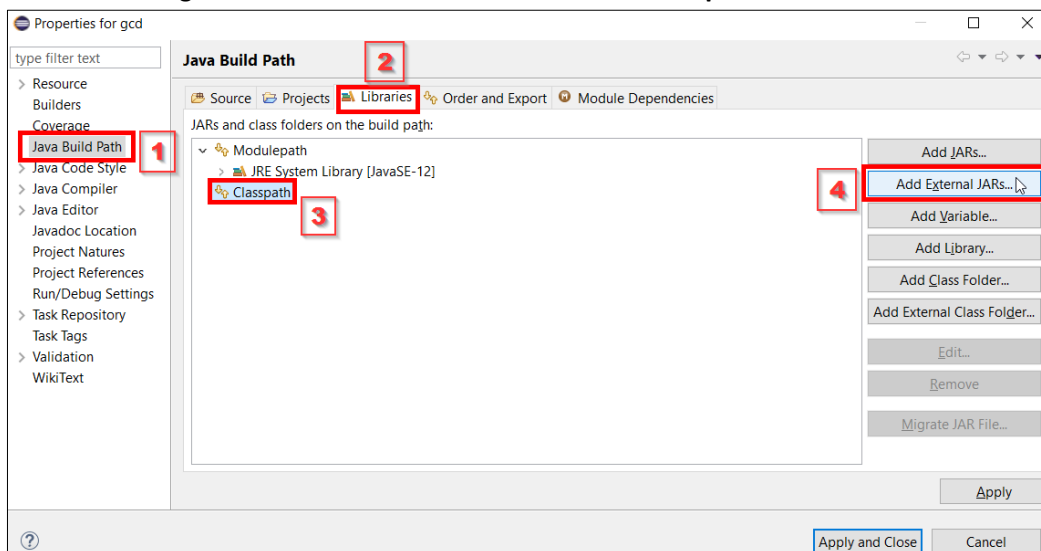 Properties for gcd
type filter text
Java Build Path
2
Resource
Builders
Coverage
Java Build Path
1
Java Code Style
Java Compiler
Java Editor
Javadoc Location
Project Natures
Project References
Run/Debug Settings
Task Repository
Task Tags
Validation
WikiText
Source Projects Libraries Order and Export Module Dependencies
JARs and class folders on the build path:
Modulepath
JRE System Library [JavaSE-12]
Classpath
3
4
Add JARs...
Add External JARs...
Add Variable...
Add Library...
Add Class Folder...
Add External Class Folder...
Edit...
Remove
Migrate JAR File...
Apply
?
Apply and Close Cancel